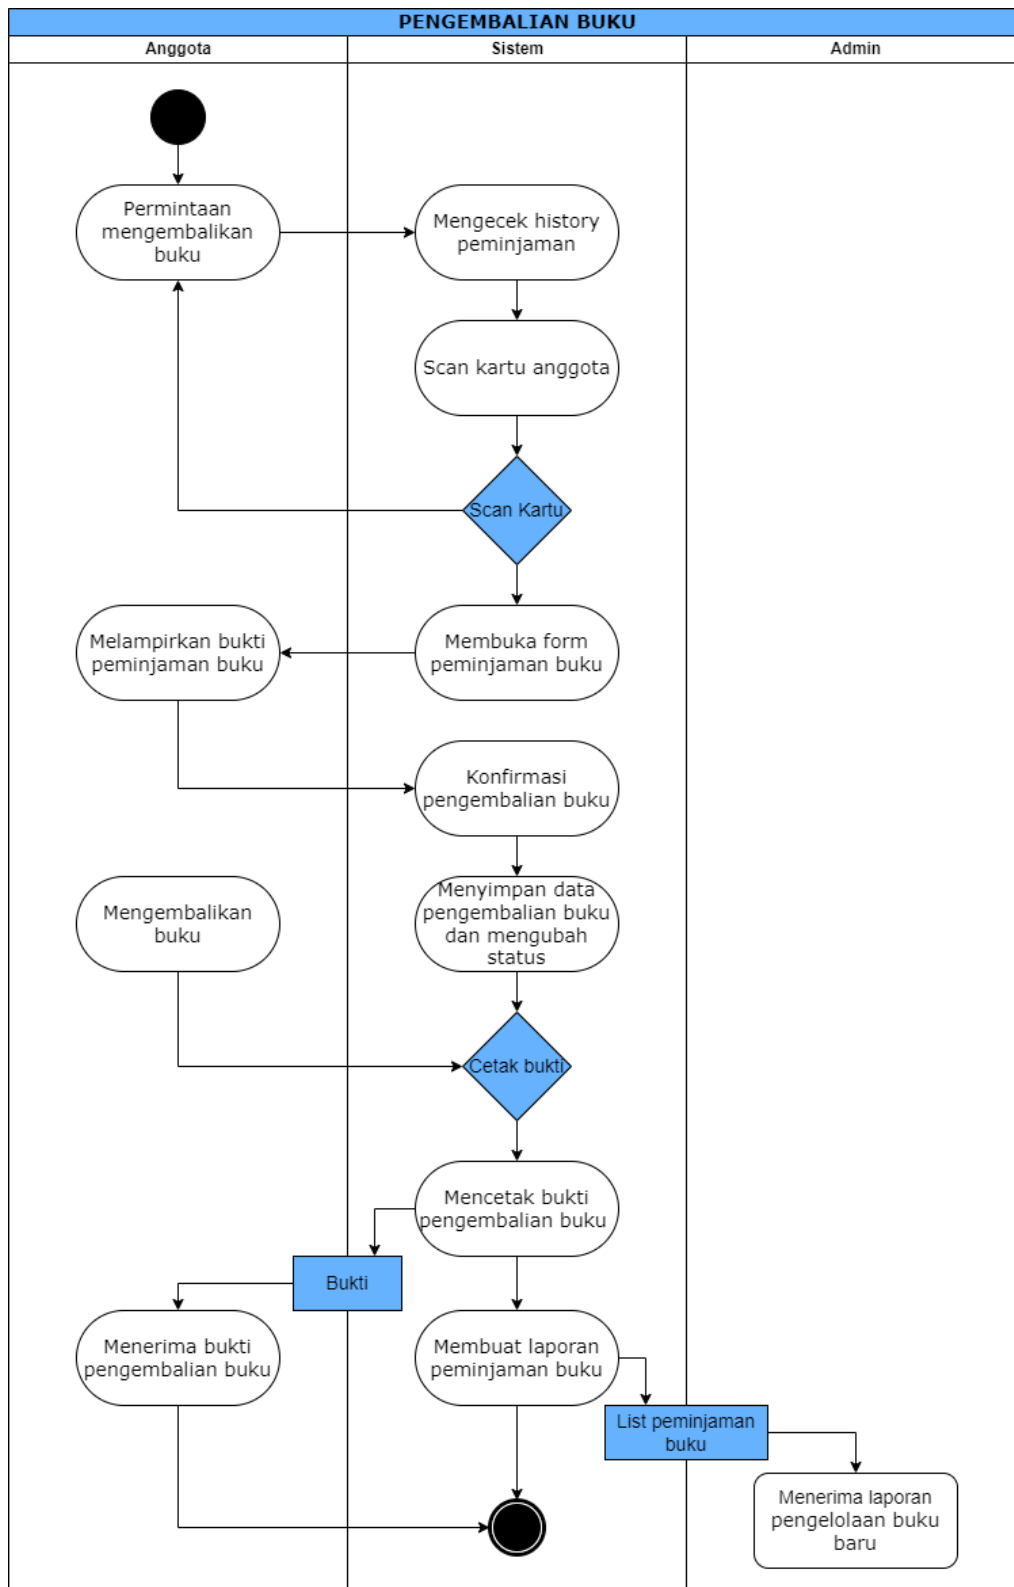 PENGEMBALIAN BUKU
Anggota
Sistem
Admin
Permintaan
mengembalikan
buku
Mengecek history
peminjaman
Scan kartu anggota
Scan Kartu
Melampirkan bukti
peminjaman buku
Membuka form
peminjaman buku
Konfirmasi
pengembalian buku
Mengembalikan
buku
Menyimpan data
pengembalian buku
dan mengubah
status
Cetak bukti
Mencetak bukti
pengembalian buku
Bukti
Menerima bukti
pengembalian buku
Membuat laporan
peminjaman buku
List peminjaman
buku
Menerima laporan
pengelolaan buku
baru